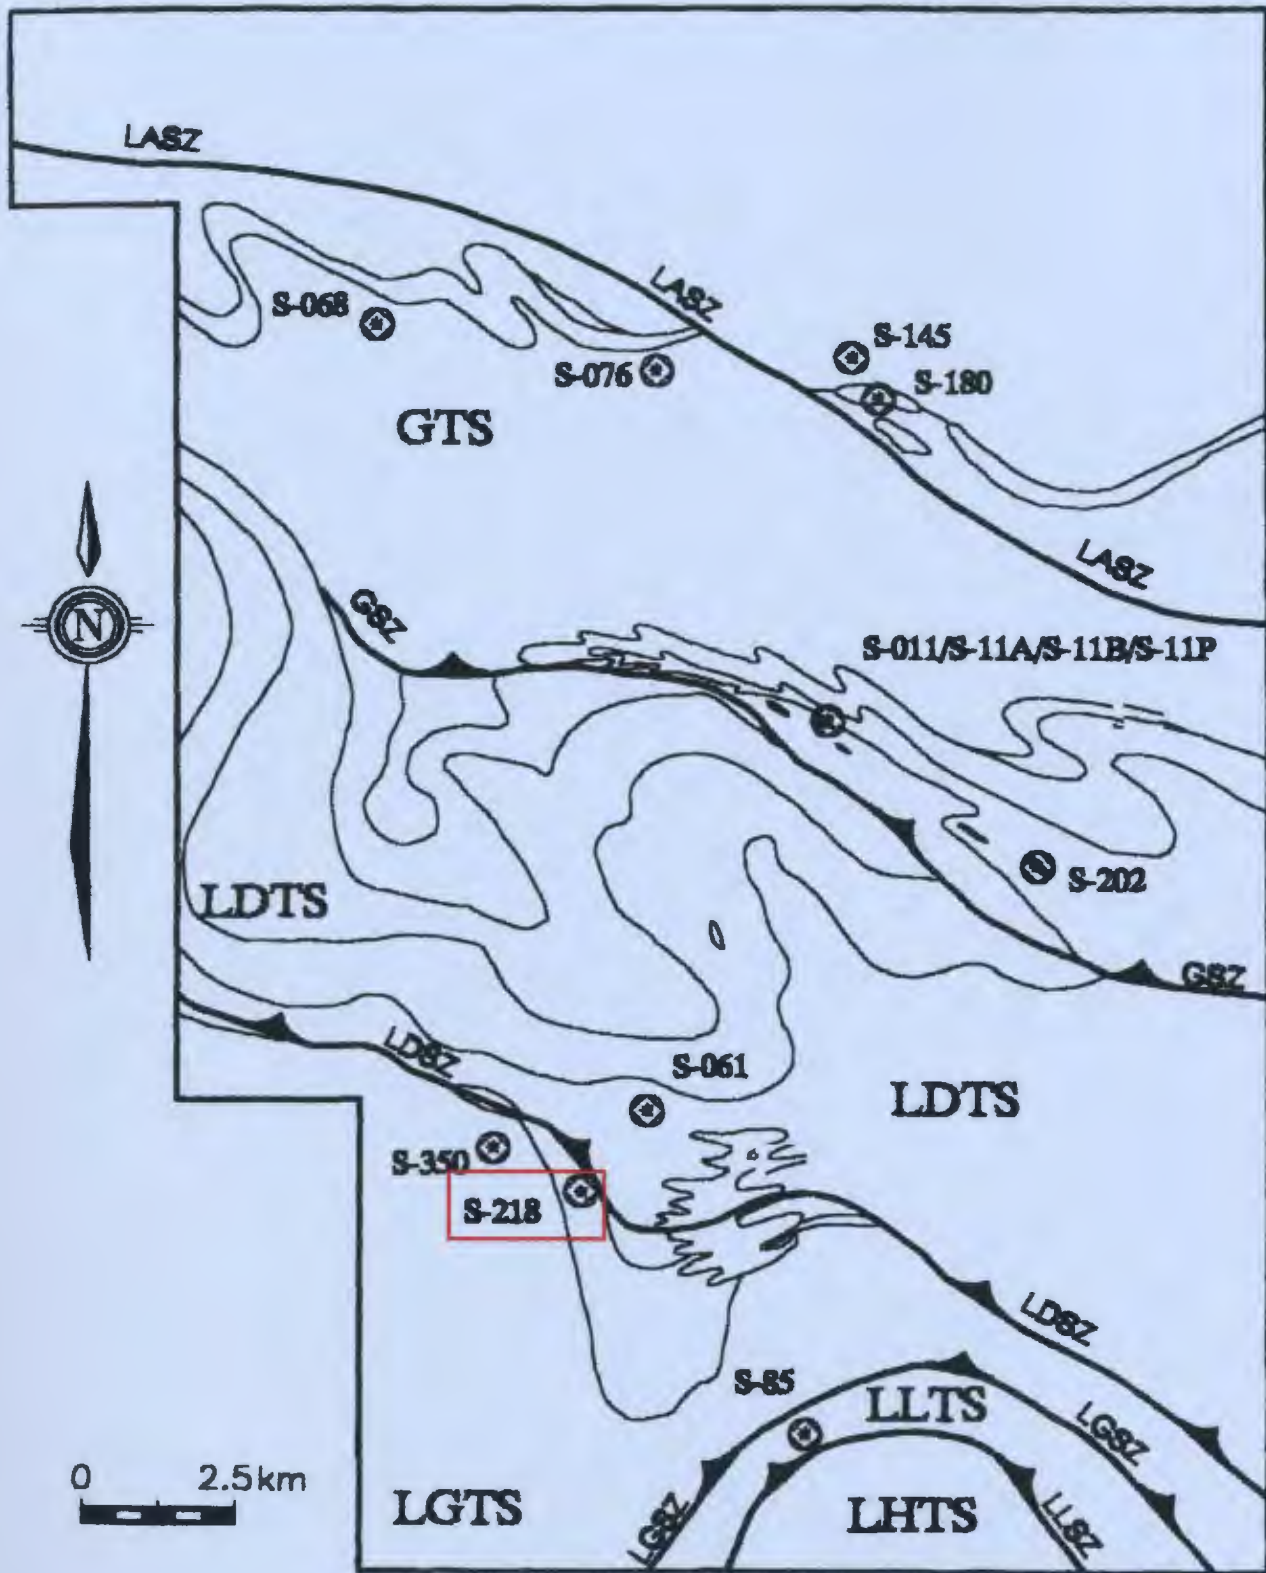 LASZ
LASZ
S-068
S-145
S-076
S-180
GTS
LASZ
GSZ
N
S-011/S-11A/S-11B/S-11P
S-202
LDTS
GSZ
LDSZ
S-061
LDTS
S-350
S-218
LDSZ
S-85
LLTS
LGSZ
0 2.5km
LGTS
LGSZ
LHTS
LLSZ